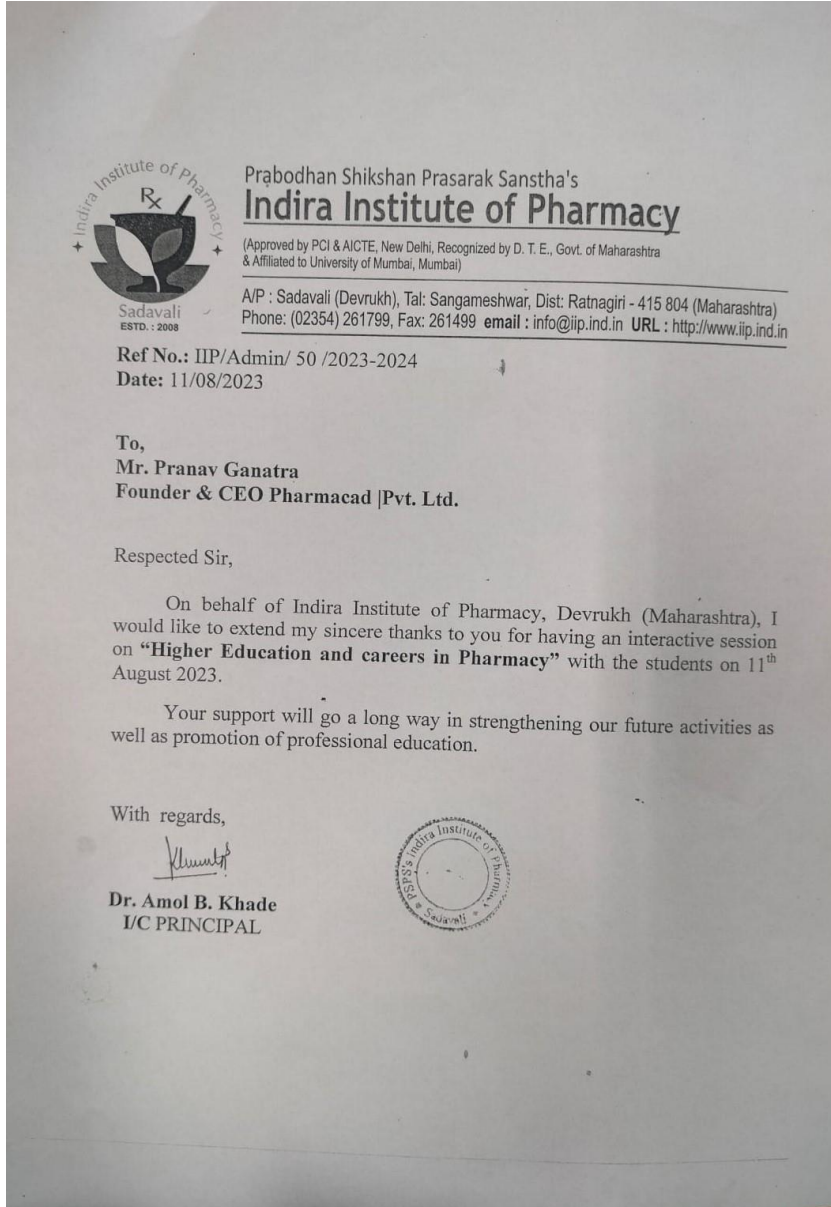 Indira Institute of Pharmacy
Rx
Sadavali
ESTD. : 2008
Prabodhan Shikshan Prasarak Sanstha's
Indira Institute of Pharmacy
(Approved by PCI & AICTE, New Delhi, Recognized by D. T. E., Govt. of Maharashtra
& Affiliated to University of Mumbai, Mumbai)
A/P : Sadavali (Devrukh), Tal: Sangameshwar, Dist: Ratnagiri - 415 804 (Maharashtra)
Phone: (02354) 261799, Fax: 261499 email : info@iip.ind.in URL : http://www.iip.ind.in
Ref No.: IIP/Admin/ 50 /2023-2024
Date: 11/08/2023
To,
Mr. Pranav Ganatra
Founder & CEO Pharmacad |Pvt. Ltd.
Respected Sir,
On behalf of Indira Institute of Pharmacy, Devrukh (Maharashtra), I
would like to extend my sincere thanks to you for having an interactive session
on “Higher Education and careers in Pharmacy” with the students on 11th
August 2023.
Your support will go a long way in strengthening our future activities as
well as promotion of professional education.
With regards,
Dr. Amol B. Khade
I/C PRINCIPAL
PSPS's Indira Institute of Pharmacy
Sadavali